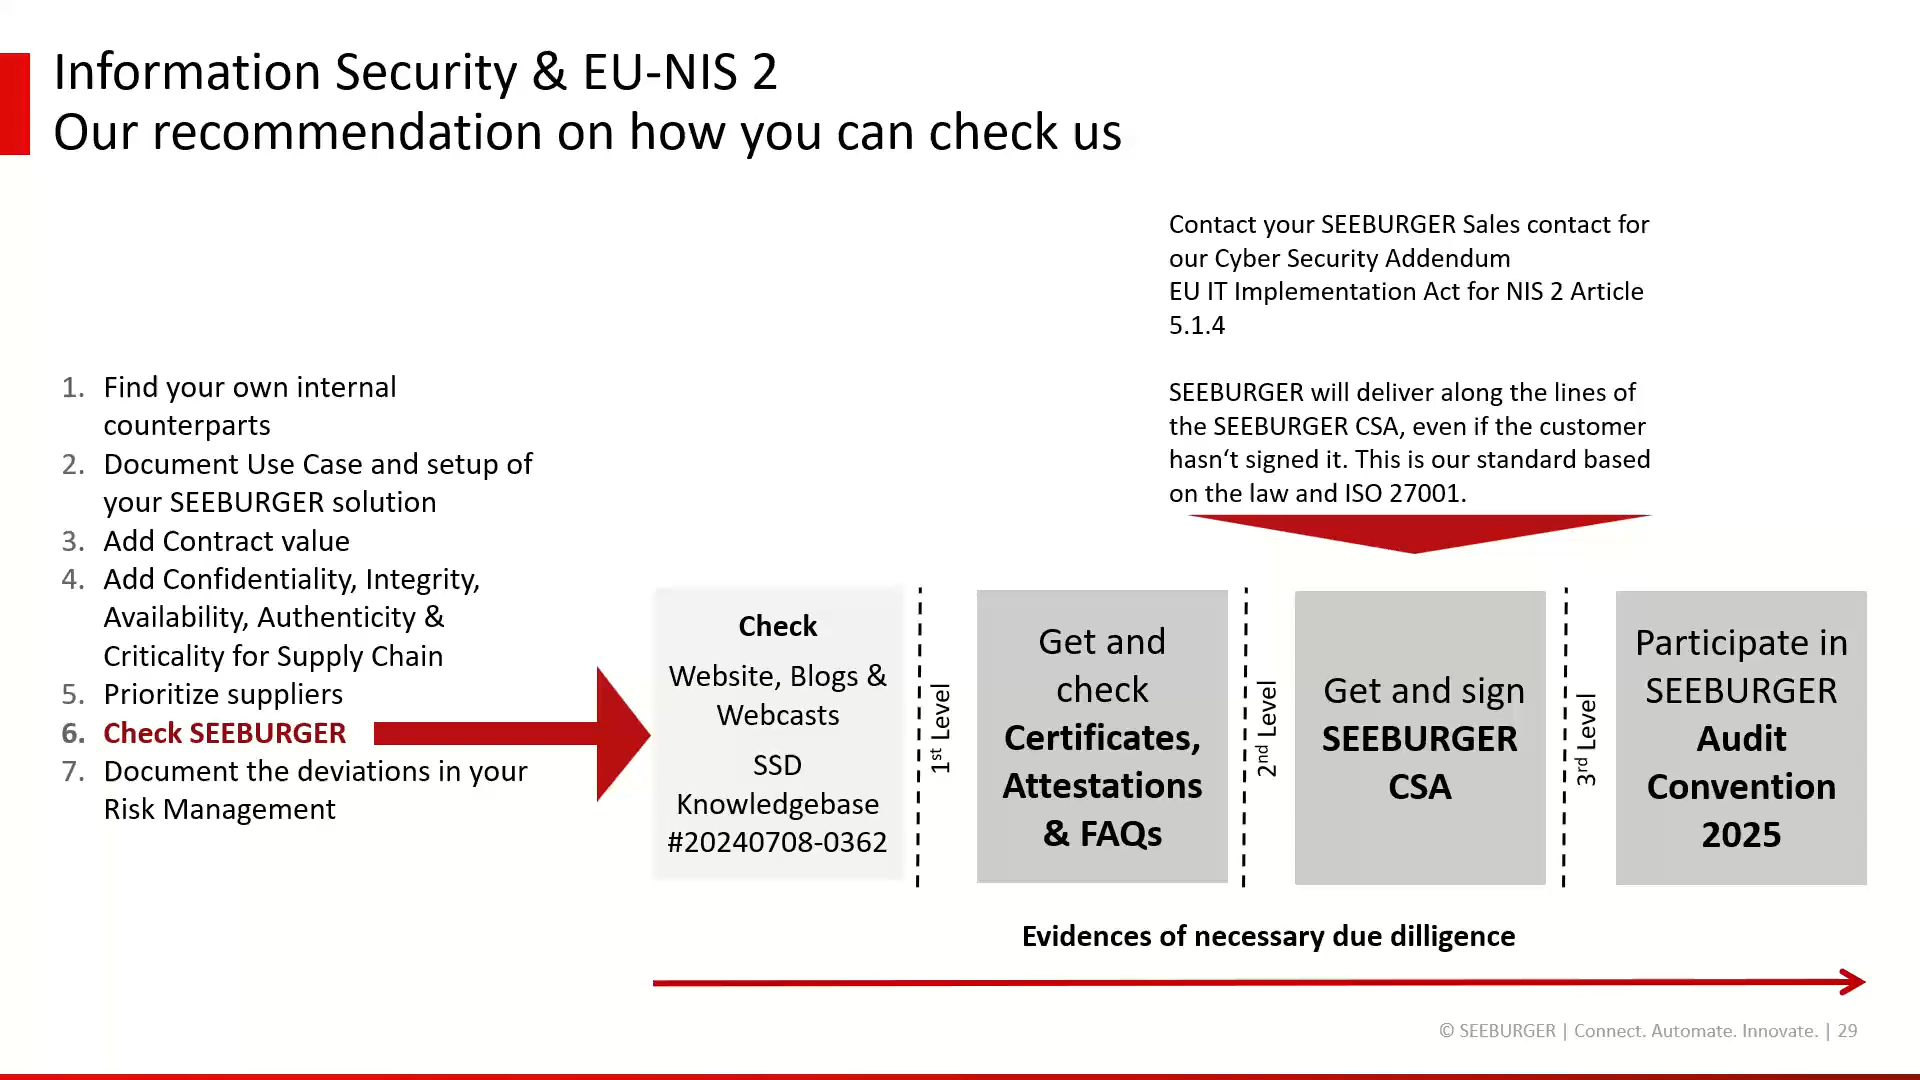 Information Security & EU-NIS 2
Our recommendation on how you can check us
Contact your SEEBURGER Sales contact for
our Cyber Security Addendum
EU IT Implementation Act for NIS 2 Article
5.1.4
SEEBURGER will deliver along the lines of
the SEEBURGER CSA, even if the customer
hasn‘t signed it. This is our standard based
on the law and ISO 27001.
1. Find your own internal
counterparts
2. Document Use Case and setup of
your SEEBURGER solution
3. Add Contract value
4. Add Confidentiality, Integrity,
Availability, Authenticity &
Criticality for Supply Chain
5. Prioritize suppliers
6. Check SEEBURGER
7. Document the deviations in your
Risk Management
Check
Website, Blogs &
Webcasts
SSD
Knowledgebase
#20240708-0362
1st Level
Get and
check
Certificates,
Attestations
& FAQs
2nd Level
Get and sign
SEEBURGER
CSA
3rd Level
Participate in
SEEBURGER
Audit
Convention
2025
Evidences of necessary due dilligence
© SEEBURGER | Connect. Automate. Innovate. | 29